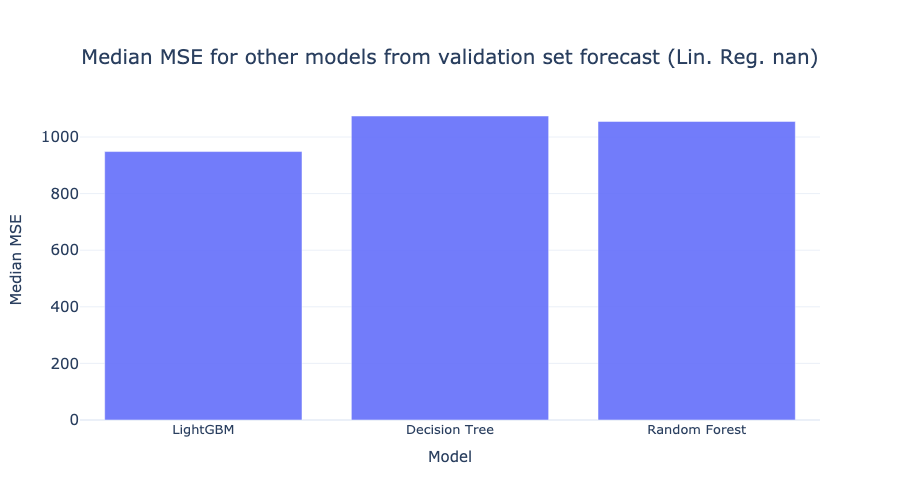 Median MSE for other models from validation set forecast (Lin. Reg. nan)
1000
800
600
400
200
0
Median MSE
LightGBM
Decision Tree
Random Forest
Model